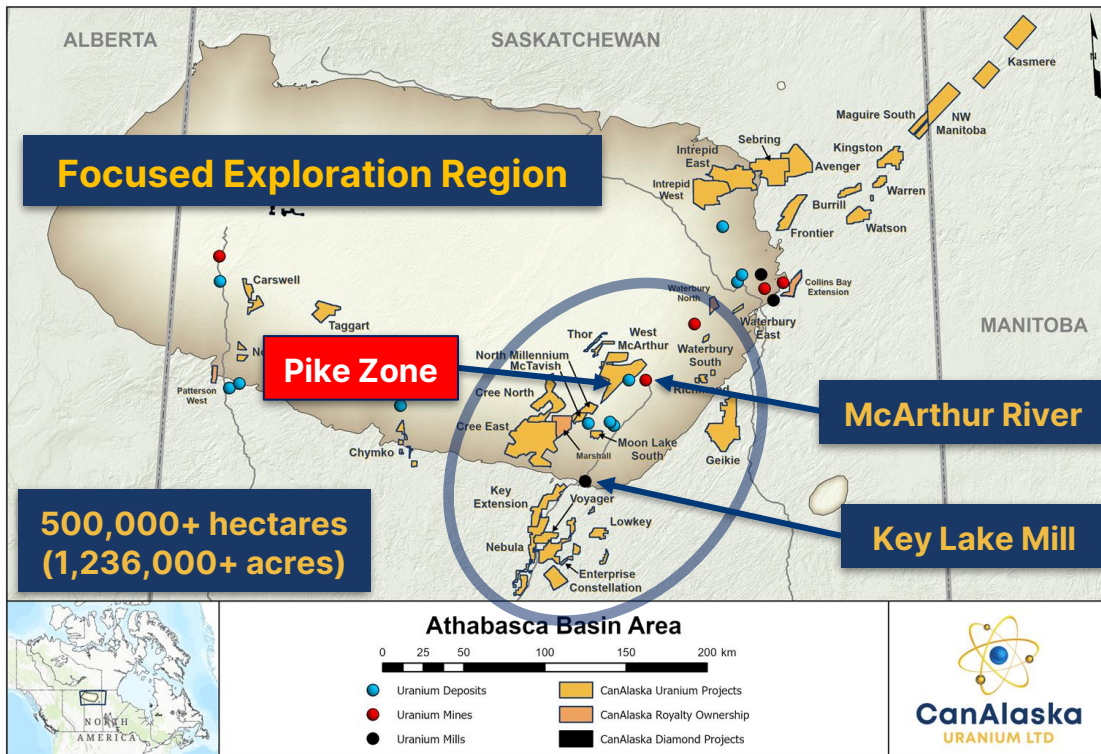 ALBERTA
SASKATCHEWAN
Kasmere
N
Maguire South
NW
Manitoba
Focused Exploration Region
Sebring
Kingston
Intrepid
East
Avenger
Intrepid
West
Warren
Burrill
Watson
Frontier
Carswell
Waterbury
North
Collins Bay
Extension
Taggart
Waterbury
East
MANITOBA
Thor
West
McArthur
Waterbury
South
Pike Zone
North Millennium
McTavish
Richmond
Patterson
West
Cree North
McArthur River
Cree East
Moon Lake
South
Marshall
Geikie
Chymko
Key
Extension
Voyager
500,000+ hectares
(1,236,000+ acres)
Lowkey
Key Lake Mill
Nebula
Enterprise
Constellation
Athabasca Basin Area
0 25 50 100 150 200 km
Uranium Deposits
CanAlaska Uranium Projects
Uranium Mines
CanAlaska Royalty Ownership
Uranium Mills
CanAlaska Diamond Projects
NORTH
AMERICA
CanAlaska
URANIUM LTD